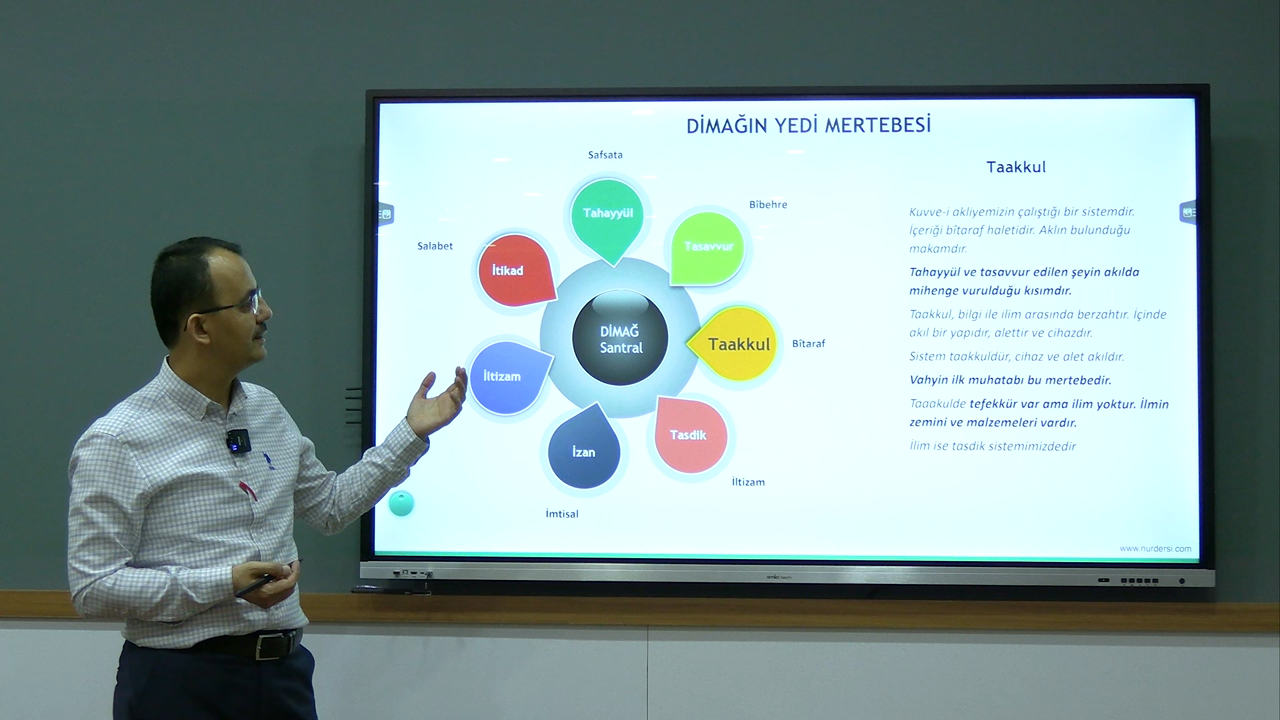 DİMAĞIN YEDİ MERTEBESİ
Safsata
Tahayyül
Bîbehre
Tasavvur
Salabet
İtikad
DİMAĞ
Santral
Taakkul
Bîtaraf
İltizam
Tasdik
İltizam
İzan
İmtisal
Taakkul
Kuvve-i akliyemizin çalıştığı bir sistemdir.
İçeriği bîtaraf haletidir. Aklın bulunduğu
makamdır.
Tahayyül ve tasavvur edilen şeyin akılda
mihenge vurulduğu kısımdır.
Taakkul, bilgi ile ilim arasında berzahtır. İçinde
akıl bir yapıdır, alettir ve cihazdır.
Sistem taakkuldür, cihaz ve alet akıldır.
Vahyin ilk muhatabı bu mertebedir.
Taaakulde tefekkür var ama ilim yoktur. İlmin
zemini ve malzemeleri vardır.
İlim ise tasdik sistemimizdedir
www.nurdersi.com